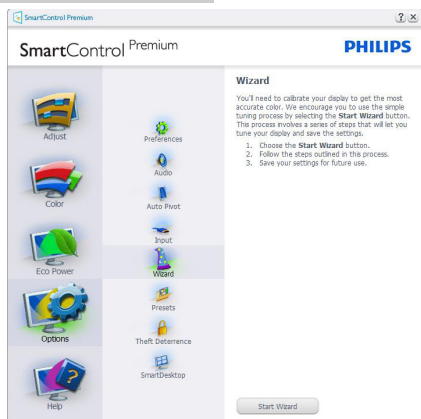 SmartControl Premium
? x
SmartControl Premium
PHILIPS
Adjust
Color
Eco Power
Options
Help
Preferences
Audio
Auto Pivot
Input
Wizard
Presets
Theft Deterrence
SmartDesktop
Wizard
You'll need to calibrate your display to get the most
accurate color. We encourage you to use the simple
tuning process by selecting the Start Wizard button.
This process involves a series of steps that will let you
tune your display and save the settings.
1. Choose the Start Wizard button.
2. Follow the steps outlined in this process.
3. Save your settings for future use.
Start Wizard